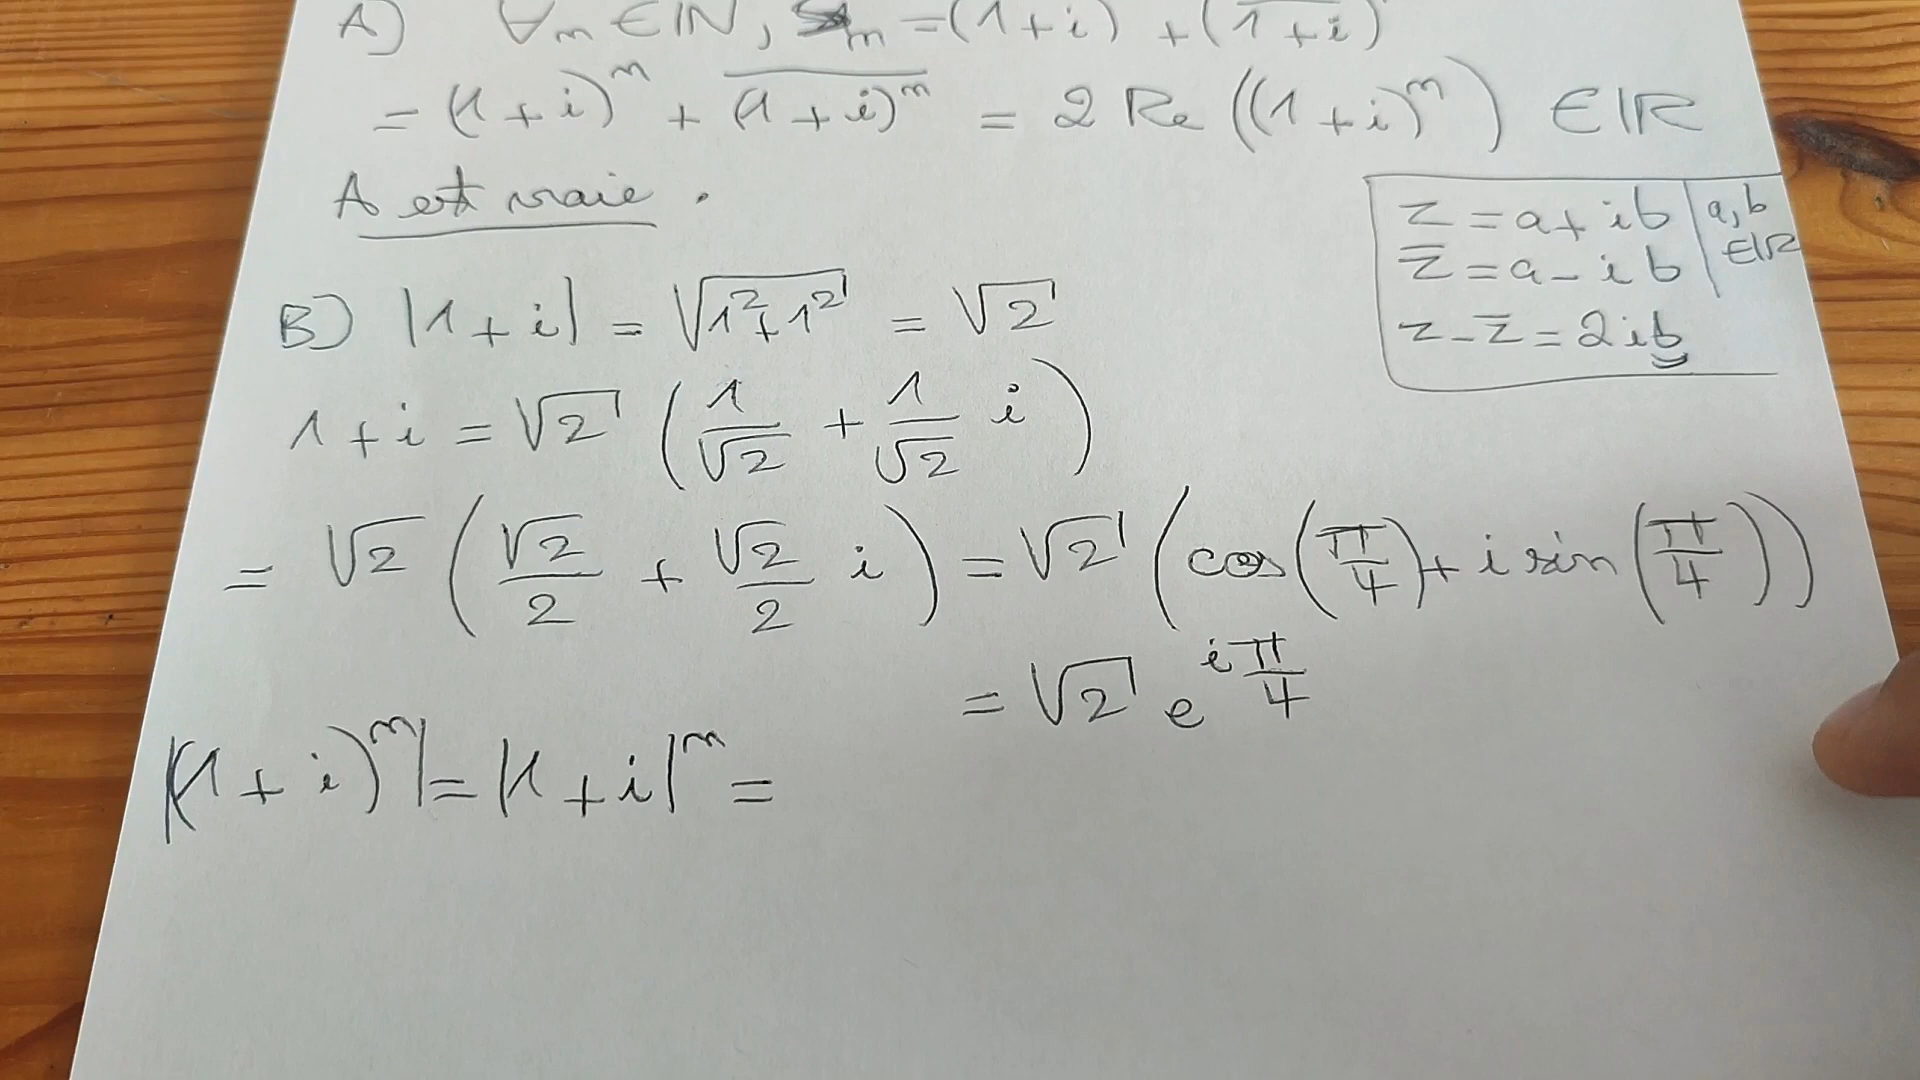 A) ∀n ∈ ℕ, Sn = (1+i) + (1+i)‾
= (1+i)^n + (1+i)^n‾ = 2 Re ((1+i)^n) ∈ ℝ
A est vraie.
z = a + ib | a, b ∈ ℝ
z̄ = a - ib
z - z̄ = 2ib
B) |1+i| = √(1²+1²) = √2
1+i = √2 (1/√2 + 1/√2 i)
= √2 (√2/2 + √2/2 i) = √2 (cos(π/4) + i sin(π/4))
= √2 e^(iπ/4)
|(1+i)^n| = |1+i|^n =